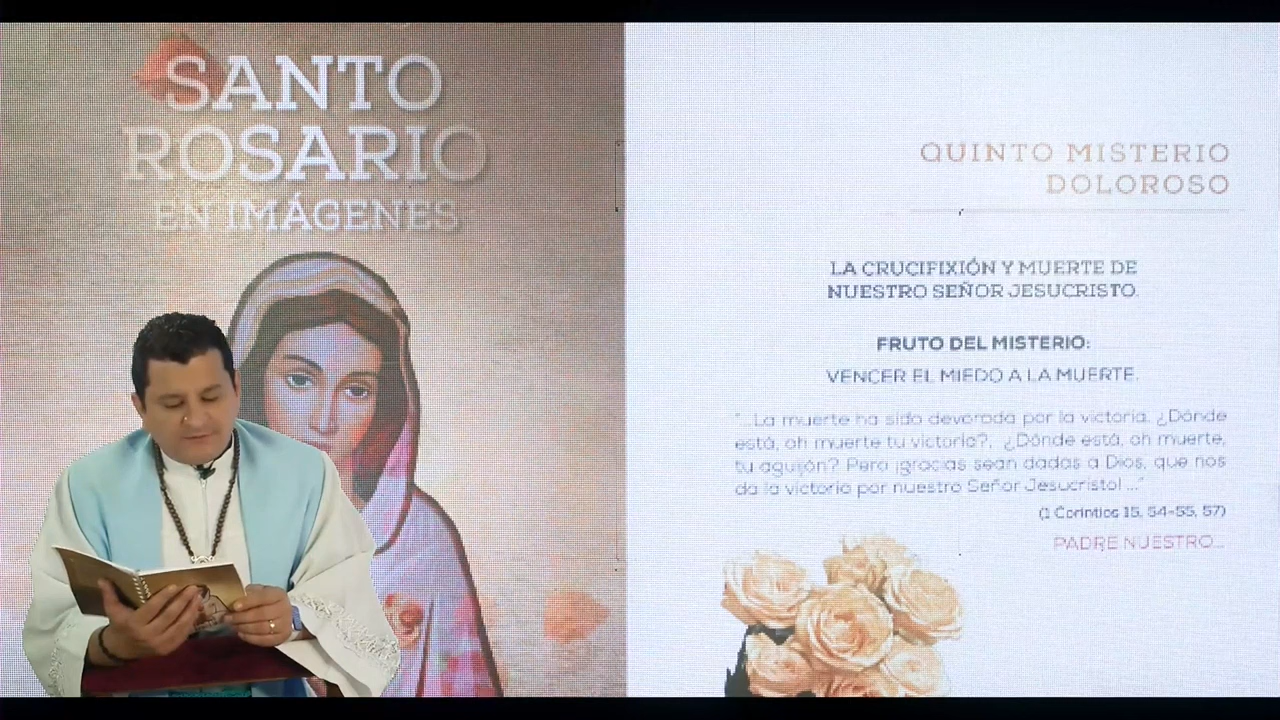 SANTO
ROSARIO
EN IMÁGENES
QUINTO MISTERIO
DOLOROSO
LA CRUCIFIXIÓN Y MUERTE DE
NUESTRO SEÑOR JESUCRISTO.
FRUTO DEL MISTERIO:
VENCER EL MIEDO A LA MUERTE.
"...La muerte ha sido devorada por la victoria. ¿Dónde
está, oh muerte tu victoria?, ¿Dónde está, oh muerte,
tu aguijón? Pero ¡gracias sean dadas a Dios, que nos
da la victoria por nuestro Señor Jesucristo! ..."
(1 Corintios 15, 54-55, 57)
PADRE NUESTRO...